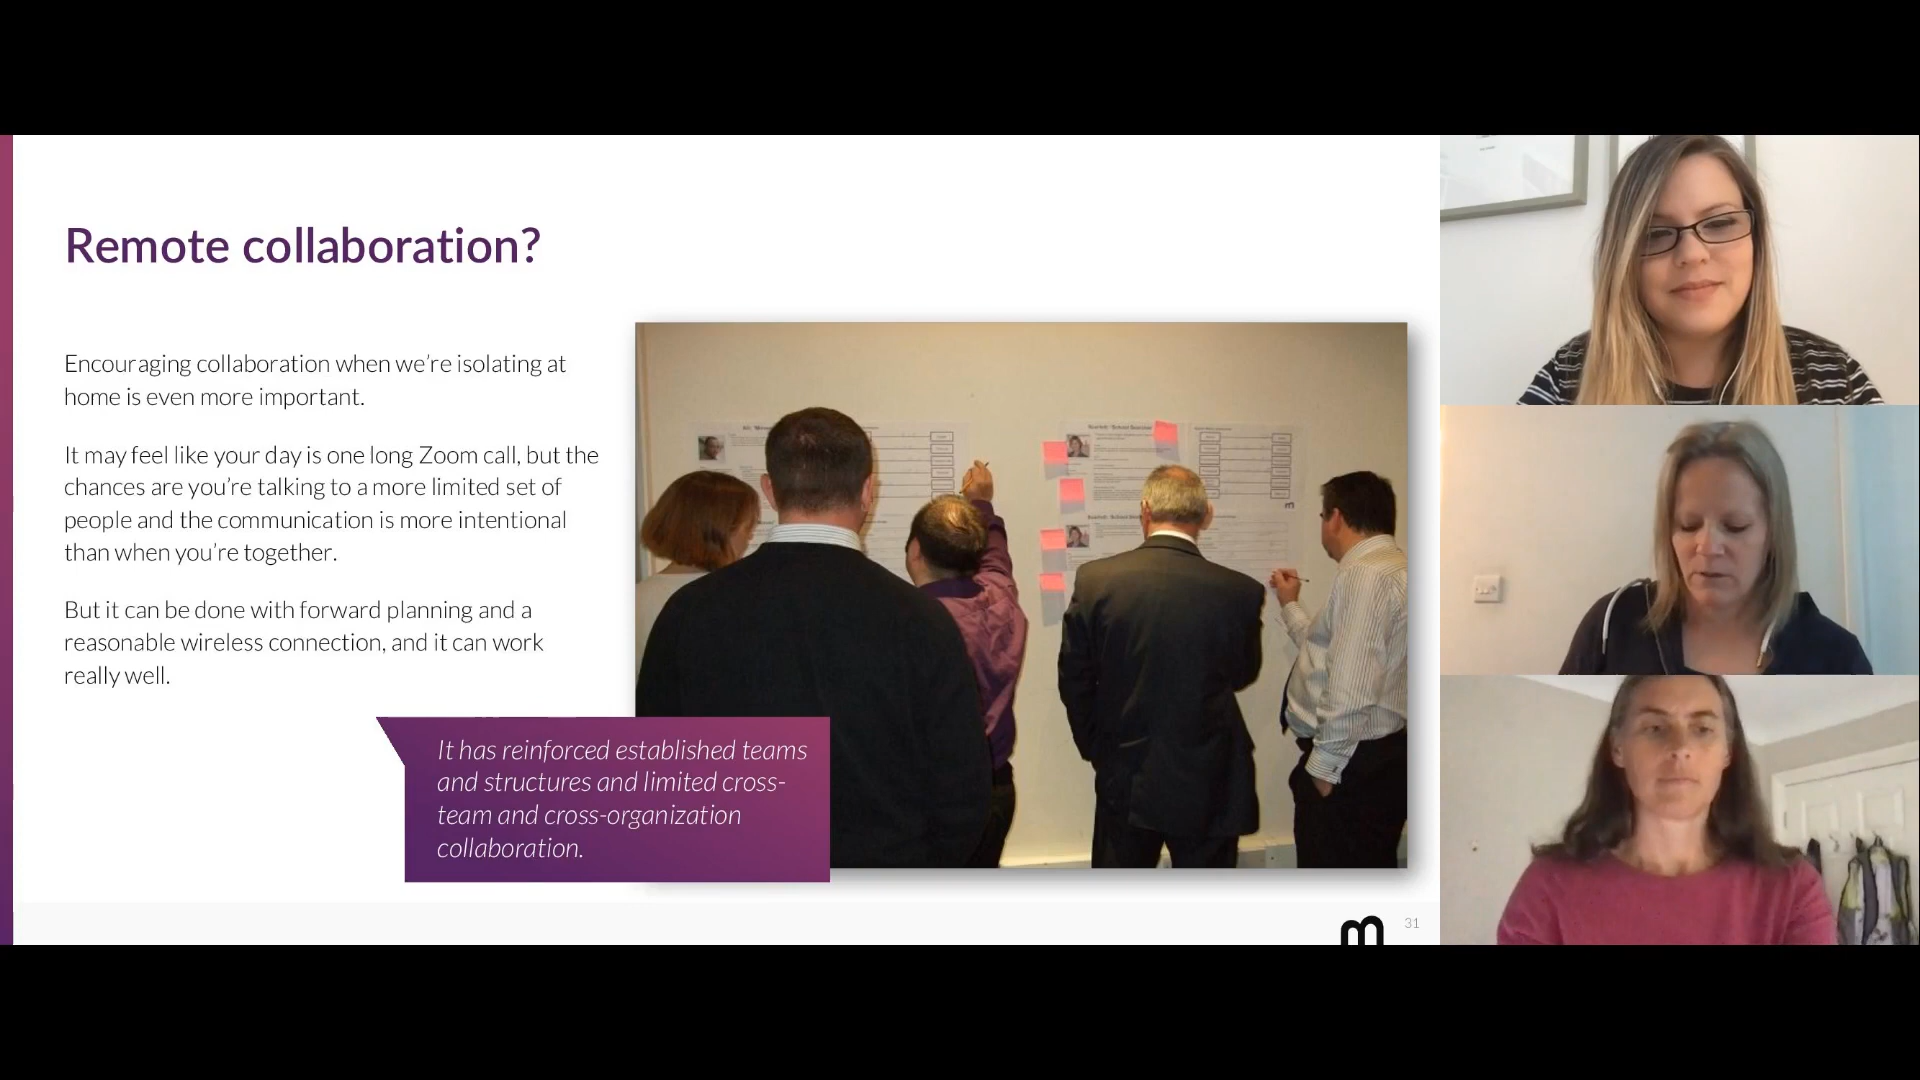 Remote collaboration?
Encouraging collaboration when we’re isolating at
home is even more important.
It may feel like your day is one long Zoom call, but the
chances are you’re talking to a more limited set of
people and the communication is more intentional
than when you’re together.
But it can be done with forward planning and a
reasonable wireless connection, and it can work
really well.
It has reinforced established teams
and structures and limited cross-
team and cross-organization
collaboration.
m
31